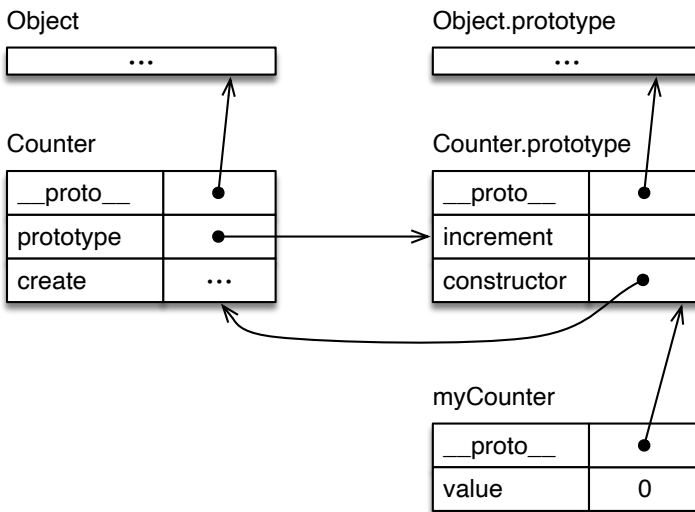 Object
Object.prototype
...
...
Counter
Counter.prototype
__proto__
prototype
create ...
__proto__
increment
constructor
myCounter
__proto__
value 0